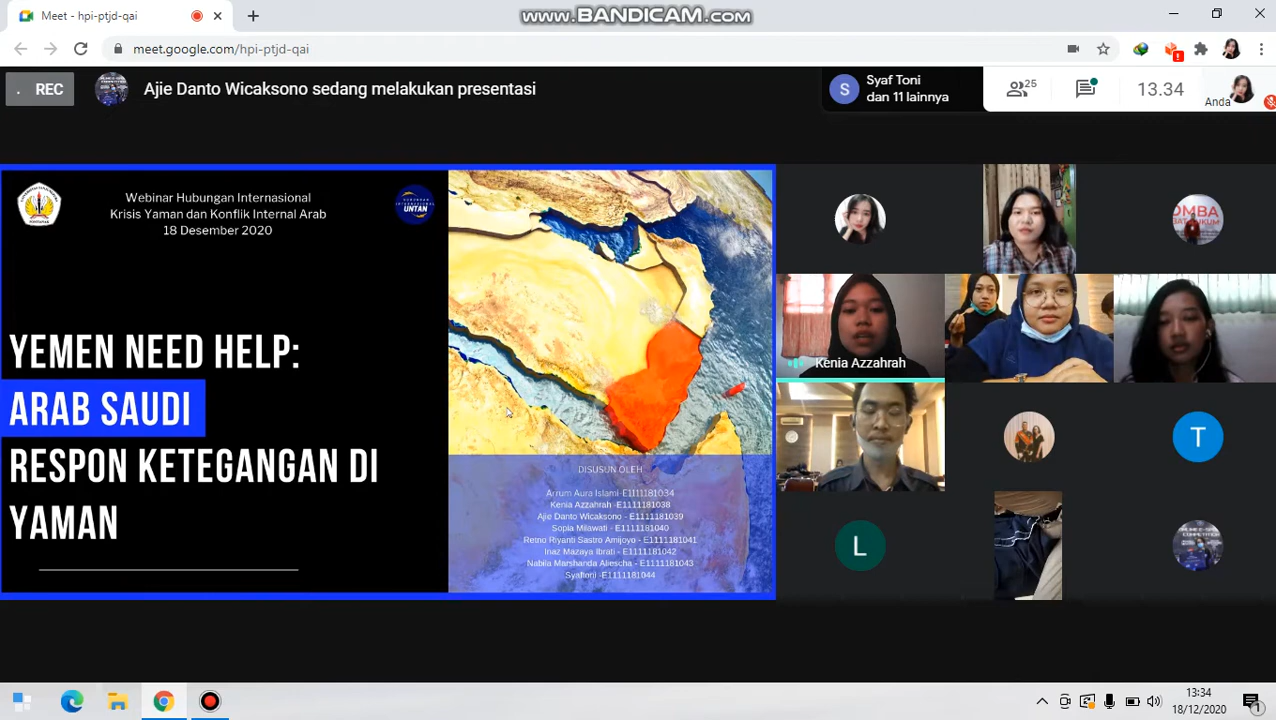 Meet - hpi-ptjd-qai
www.BANDICAM.com
meet.google.com/hpi-ptjd-qai
. REC
Ajie Danto Wicaksono sedang melakukan presentasi
S
Syaf Toni
dan 11 lainnya
25
13.34
Anda
Webinar Hubungan Internasional
Krisis Yaman dan Konflik Internal Arab
18 Desember 2020
UNTAN
YEMEN NEED HELP:
ARAB SAUDI
RESPON KETEGANGAN DI
YAMAN
DISUSUN OLEH
Arrum Aura Islami-E1111181034
Kenia Azzahrah -E1111181038
Ajie Danto Wicaksono - E1111181039
Sopia Milawati - E1111181040
Retno Riyanti Sastro Amijoyo - E1111181041
Inaz Mazaya Ibrati - E1111181042
Nabila Marshanda Aliescha - E1111181043
Syaftoni -E1111181044
OMBA
Kenia Azzahrah
T
L
13:34
18/12/2020
1